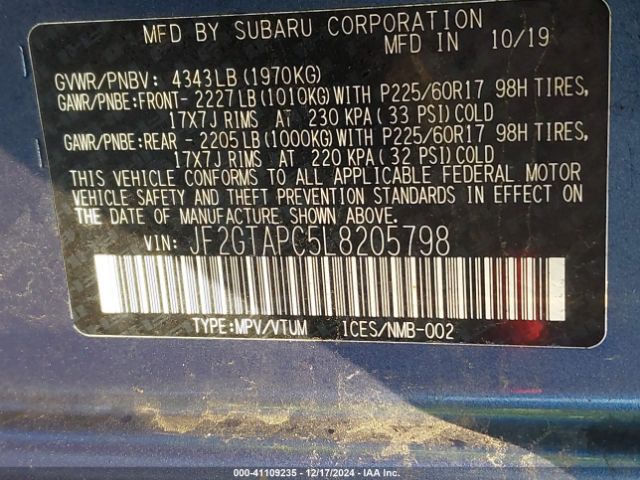 MFD BY SUBARU CORPORATION
MFD IN 10/19
GVWR/PNBV: 4343LB(1970KG)
GAWR/PNBE:FRONT- 2227LB(1010KG)WITH P225/60R17 98H TIRES,
17X7J RIMS AT 230 KPA(33 PSI)COLD
GAWR/PNBE:REAR - 2205LB(1000KG)WITH P225/60R17 98H TIRES,
17X7J RIMS AT 220 KPA(32 PSI)COLD
THIS VEHICLE CONFORMS TO ALL APPLICABLE FEDERAL MOTOR
VEHICLE SAFETY AND THEFT PREVENTION STANDARDS IN EFFECT ON
THE DATE OF MANUFACTURE SHOWN ABOVE.
VIN: JF2GTAPC5L8205798
TYPE:MPV/VTUM ICES/NMB-002
000-41109235 - 12/17/2024 - IAAI.COM